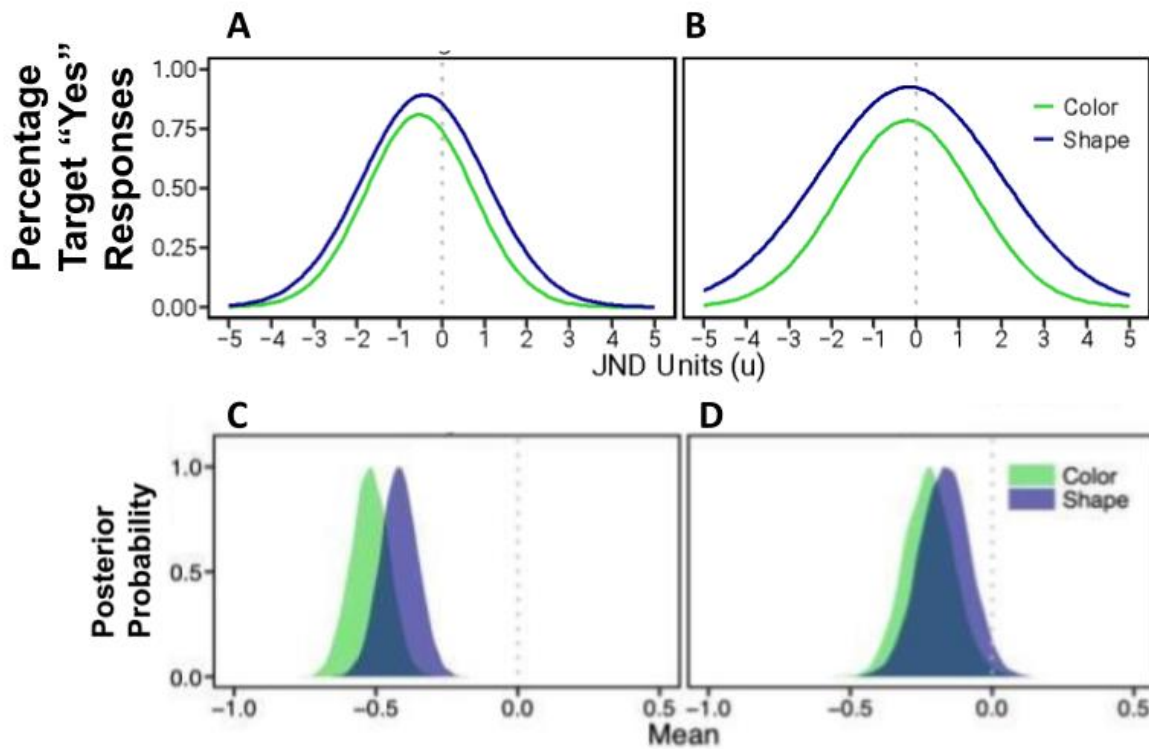 A
B
Percentage
Target “Yes”
Responses
1.00
0.75
0.50
0.25
0.00
Color
Shape
−5 −4 −3 −2 −1 0 1 2 3 4 5
−5 −4 −3 −2 −1 0 1 2 3 4 5
JND Units (u)
C
D
Posterior
Probability
1.0
0.5
0.0
Color
Shape
−1.0 −0.5 0.0 0.5
−1.0 −0.5 0.0 0.5
Mean